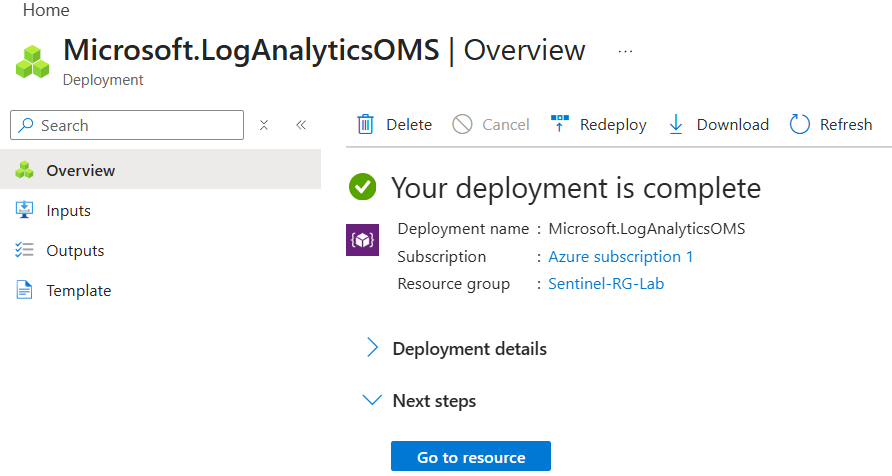 Home
Microsoft.LogAnalyticsOMS | Overview ...
Deployment
Search
Delete Cancel Redeploy Download Refresh
Overview
Inputs
Outputs
Template
Your deployment is complete
Deployment name : Microsoft.LogAnalyticsOMS
Subscription : Azure subscription 1
Resource group : Sentinel-RG-Lab
Deployment details
Next steps
Go to resource